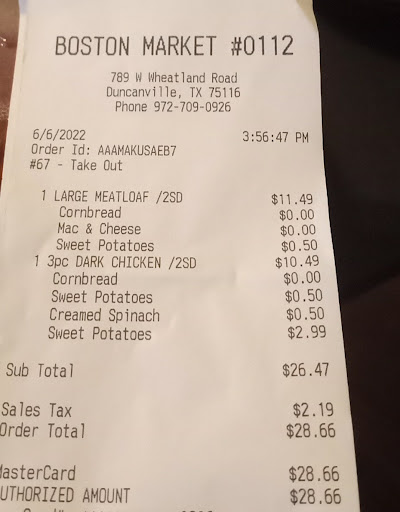 BOSTON MARKET #0112
789 W Wheatland Road
Duncanville, TX 75116
Phone 972-709-0926
6/6/2022 3:56:47 PM
Order Id: AAAMAKUSAEB7
#67 - Take Out
1 LARGE MEATLOAF /2SD $11.49
Cornbread $0.00
Mac & Cheese $0.00
Sweet Potatoes $0.50
1 3pc DARK CHICKEN /2SD $10.49
Cornbread $0.00
Sweet Potatoes $0.50
Creamed Spinach $0.50
Sweet Potatoes $2.99
Sub Total $26.47
Sales Tax $2.19
Order Total $28.66
MasterCard $28.66
UTHORIZED AMOUNT $28.66